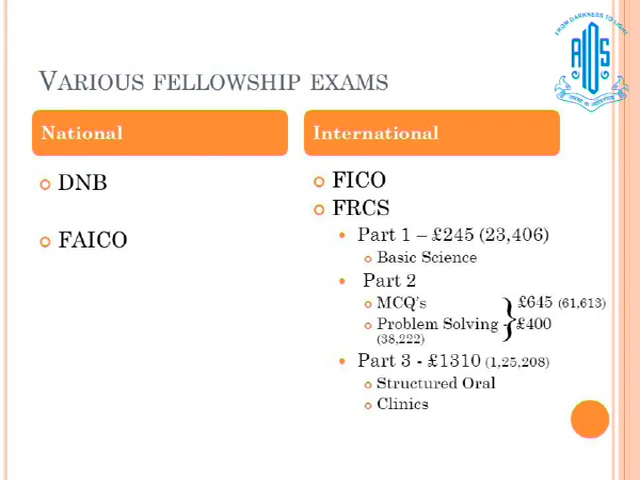 FROM DARKNESS TO LIGHT
AIOS
VARIOUS FELLOWSHIP EXAMS
National
DNB
FAICO
International
FICO
FRCS
Part 1 – £245 (23,406)
Basic Science
Part 2
MCQ's
£645 (61,613)
Problem Solving - £400
(38,222)
Part 3 - £1310 (1,25,208)
Structured Oral
Clinics